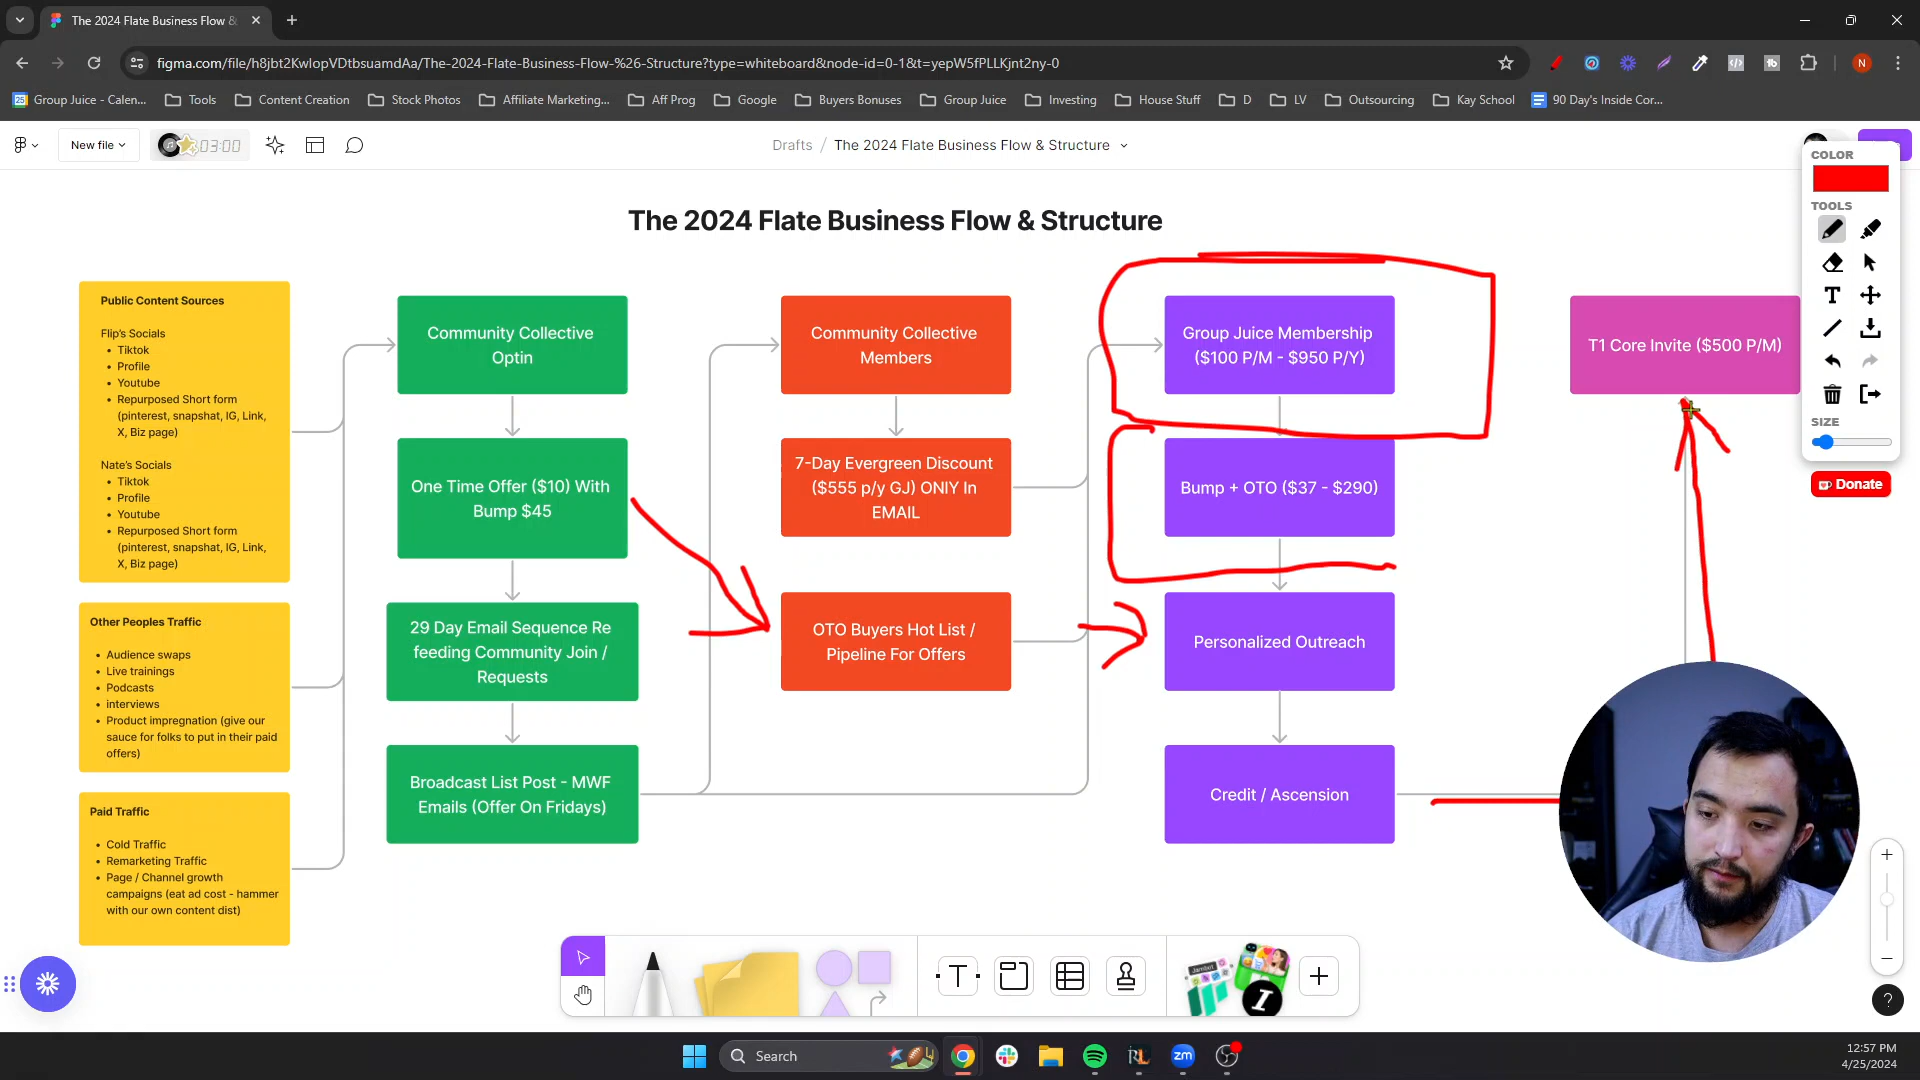 The 2024 Flate Business Flow &
figma.com/file/h8jbt2KwIopVDtbsuamdAa/The-2024-Flate-Business-Flow-%26-Structure?type=whiteboard&node-id=0-1&t=yepW5fPLLKjnt2ny-0
N
25
Group Juice - Calen...
Tools
Content Creation
Stock Photos
Affiliate Marketing...
Aff Prog
Google
Buyers Bonuses
Group Juice
Investing
House Stuff
D
LV
Outsourcing
Kay School
90 Day's Inside Cor...
New file
03:00
Drafts / The 2024 Flate Business Flow & Structure
COLOR
TOOLS
T
SIZE
Donate
The 2024 Flate Business Flow & Structure
Public Content Sources
Flip's Socials
• Tiktok
• Profile
• Youtube
• Repurposed Short form
(pinterest, snapshat, IG, Link,
X, Biz page)
Nate's Socials
• Tiktok
• Profile
• Youtube
• Repurposed Short form
(pinterest, snapshat, IG, Link,
X, Biz page)
Other Peoples Traffic
• Audience swaps
• Live trainings
• Podcasts
• interviews
• Product impregnation (give our
sauce for folks to put in their paid
offers)
Paid Traffic
• Cold Traffic
• Remarketing Traffic
• Page / Channel growth
campaigns (eat ad cost - hammer
with our own content dist)
Community Collective
Optin
One Time Offer ($10) With
Bump $45
29 Day Email Sequence Re
feeding Community Join /
Requests
Broadcast List Post - MWF
Emails (Offer On Fridays)
Community Collective
Members
7-Day Evergreen Discount
($555 p/y GJ) ONlY In
EMAIL
OTO Buyers Hot List /
Pipeline For Offers
Group Juice Membership
($100 P/M - $950 P/Y)
Bump + OTO ($37 - $290)
Personalized Outreach
Credit / Ascension
T1 Core Invite ($500 P/M)
T
Jambot
I
?
Search
zm
12:57 PM
4/25/2024